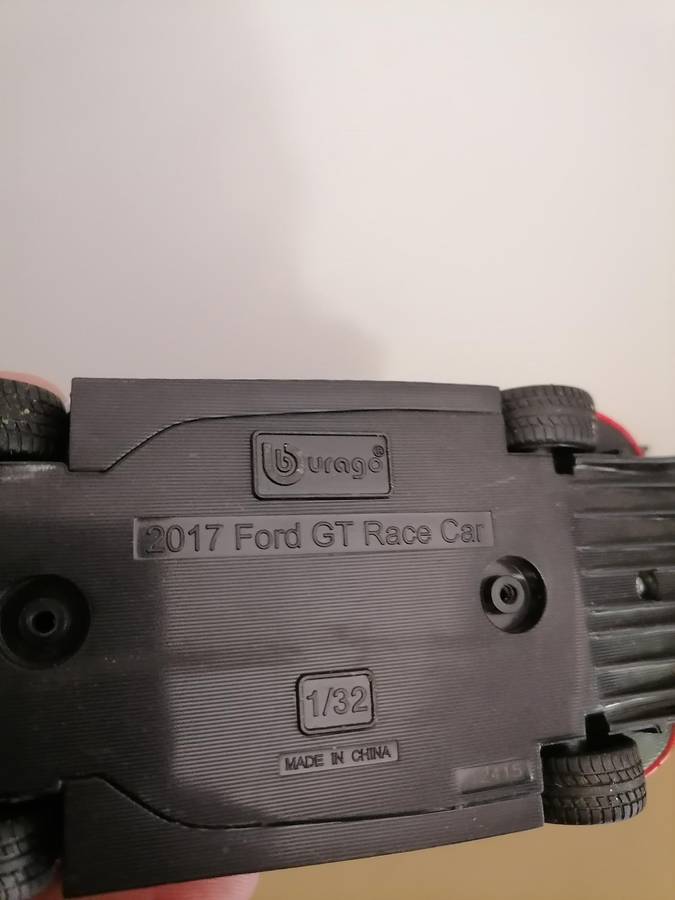 burago®
2017 Ford GT Race Car
1/32
MADE IN CHINA